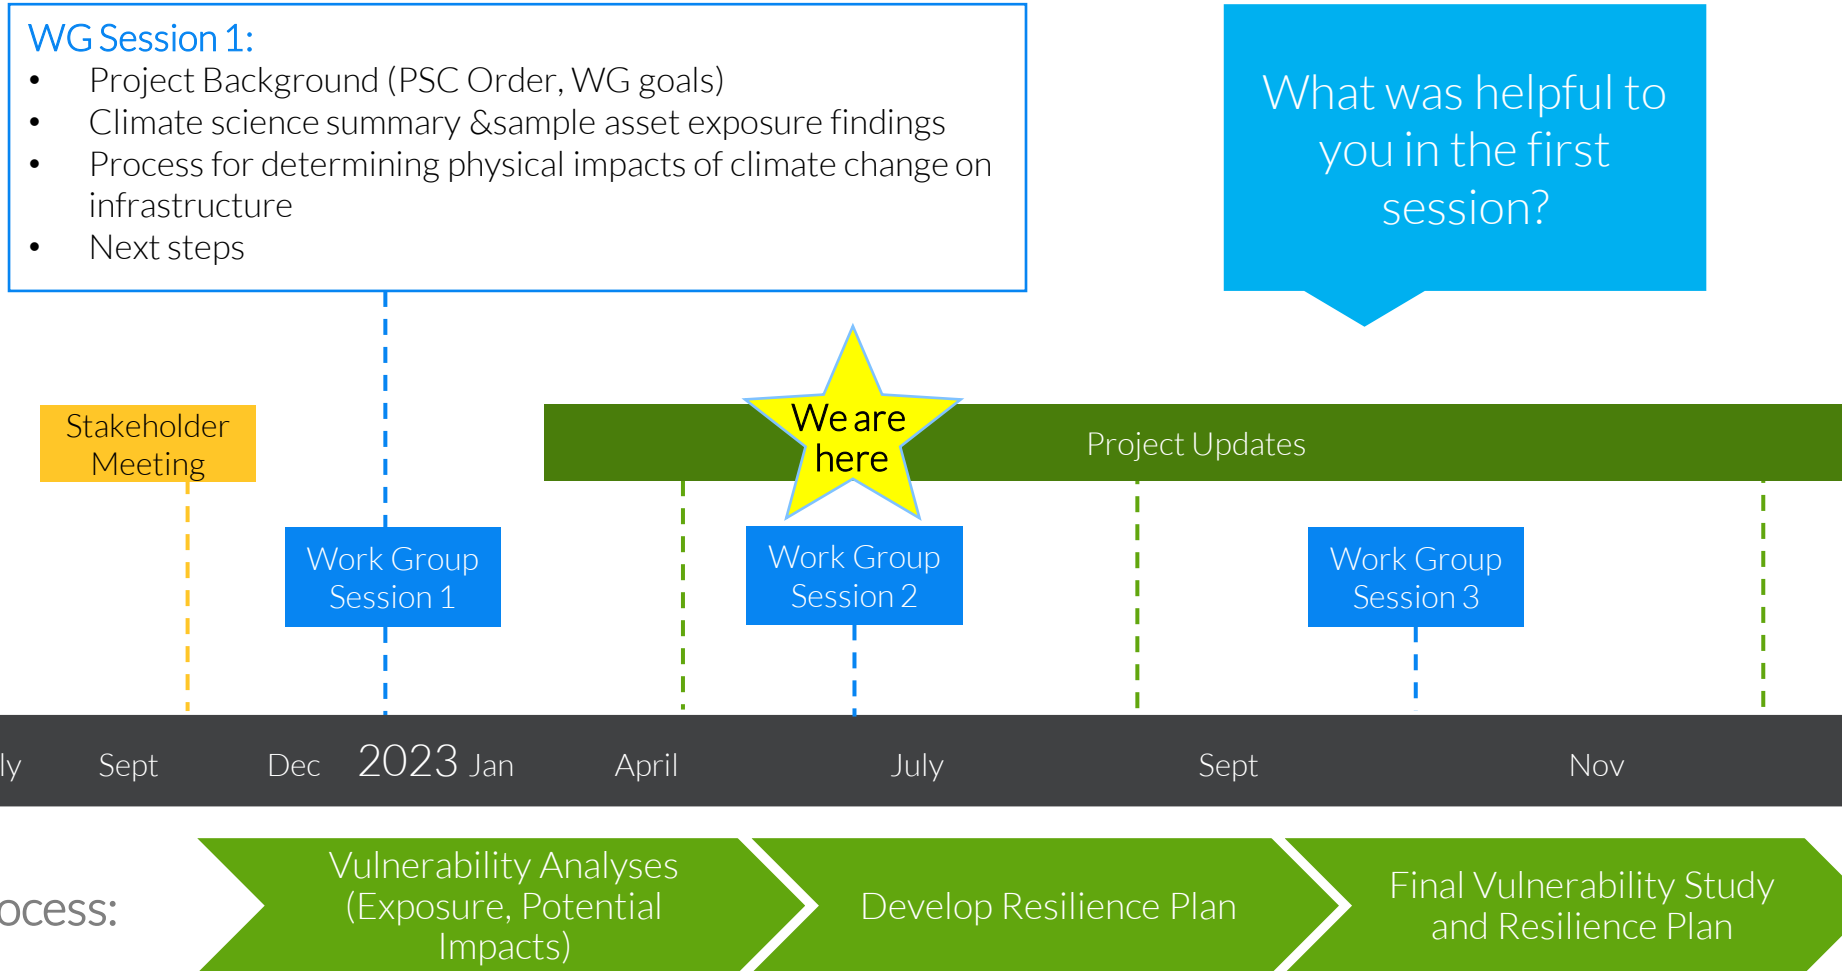 WG Session 1:
• Project Background (PSC Order, WG goals)
• Climate science summary &sample asset exposure findings
• Process for determining physical impacts of climate change on
infrastructure
• Next steps
What was helpful to
you in the first
session?
Stakeholder
Meeting
We are
here
Project Updates
Work Group
Session 1
Work Group
Session 2
Work Group
Session 3
ly Sept Dec 2023 Jan April July Sept Nov
ocess:
Vulnerability Analyses
(Exposure, Potential
Impacts)
Develop Resilience Plan
Final Vulnerability Study
and Resilience Plan